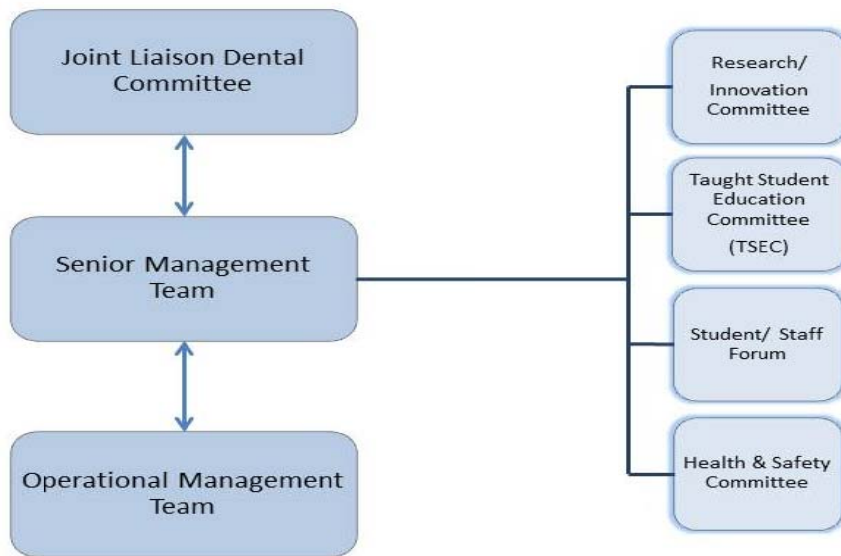 Joint Liaison Dental
Committee
Senior Management
Team
Operational Management
Team
Research/
Innovation
Committee
Taught Student
Education
Committee
(TSEC)
Student/ Staff
Forum
Health & Safety
Committee